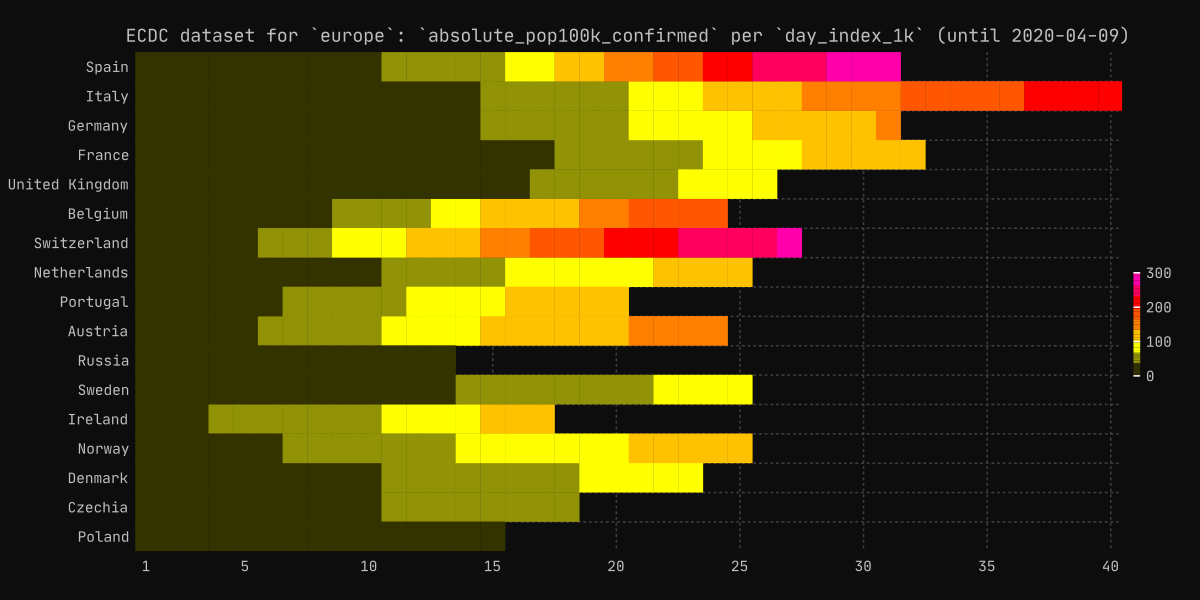 ECDC dataset for `europe`: `absolute_pop100k_confirmed` per `day_index_1k` (until 2020-04-09)
Spain
Italy
Germany
France
United Kingdom
Belgium
Switzerland
Netherlands
Portugal
Austria
Russia
Sweden
Ireland
Norway
Denmark
Czechia
Poland
300
200
100
0
1 5 10 15 20 25 30 35 40